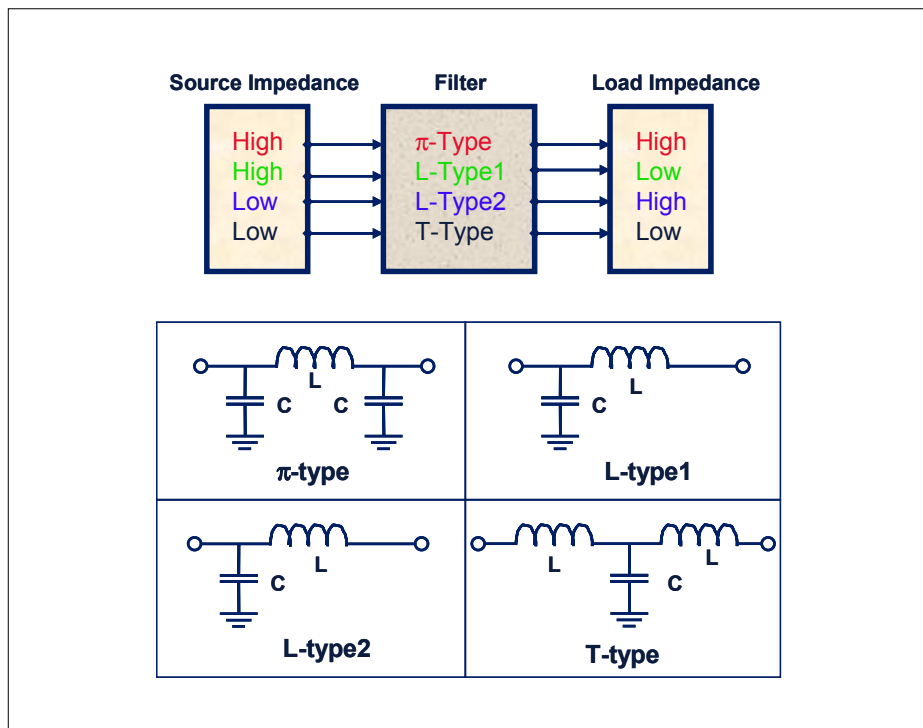 Source Impedance Filter Load Impedance
High π-Type High
High L-Type1 Low
Low L-Type2 High
Low T-Type Low
L L
C C C
π-type L-type1
L L L
C C
L-type2 T-type